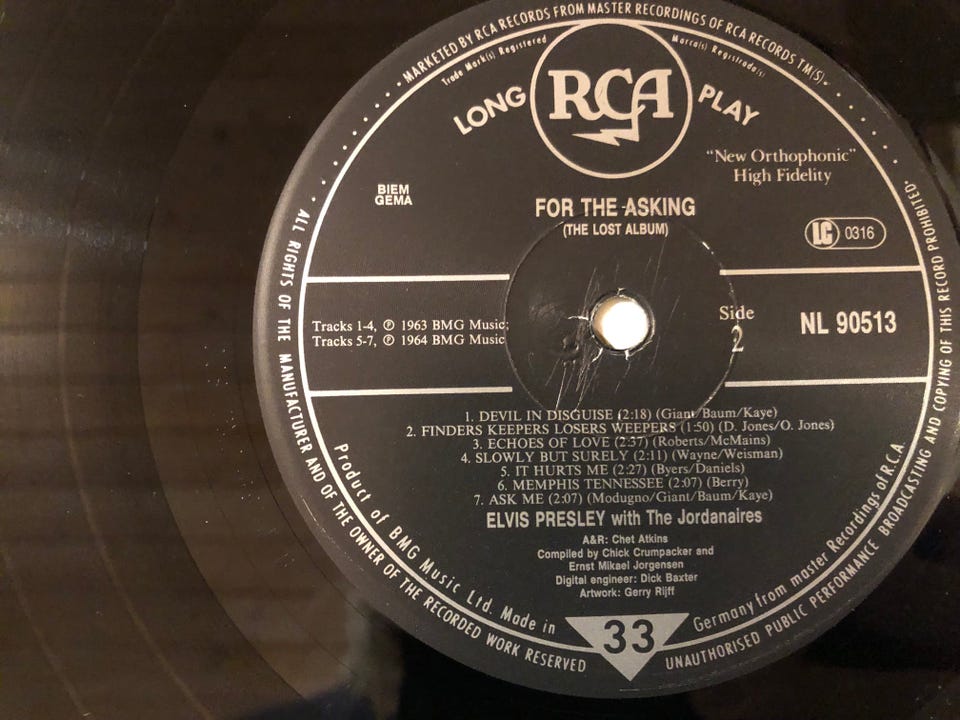 · MARKETED BY RCA RECORDS FROM MASTER RECORDINGS OF RCA RECORDS TM(S) ·
Trade Mark(s) Registered
Marca(s) Registrada(s)
LONG RCA PLAY
"New Orthophonic"
High Fidelity
BIEM
GEMA
FOR THE ASKING
(THE LOST ALBUM)
LC 0316
Tracks 1-4, ℗ 1963 BMG Music;
Tracks 5-7, ℗ 1964 BMG Music
Side
2
NL 90513
1. DEVIL IN DISGUISE (2:18) (Giant/Baum/Kaye)
2. FINDERS KEEPERS LOSERS WEEPERS (1:50) (D. Jones/O. Jones)
3. ECHOES OF LOVE (2:37) (Roberts/McMains)
4. SLOWLY BUT SURELY (2:11) (Wayne/Weisman)
5. IT HURTS ME (2:27) (Byers/Daniels)
6. MEMPHIS TENNESSEE (2:07) (Berry)
7. ASK ME (2:07) (Modugno/Giant/Baum/Kaye)
ELVIS PRESLEY with The Jordanaires
A&R: Chet Atkins
Compiled by Chick Crumpacker and
Ernst Mikael Jorgensen
Digital engineer: Dick Baxter
Artwork: Gerry Rijff
Product of BMG Music Ltd. Made in Germany from master Recordings of R.C.A.
33
· ALL RIGHTS OF THE MANUFACTURER AND OF THE OWNER OF THE RECORDED WORK RESERVED
UNAUTHORISED PUBLIC PERFORMANCE BROADCASTING AND COPYING OF THIS RECORD PROHIBITED·